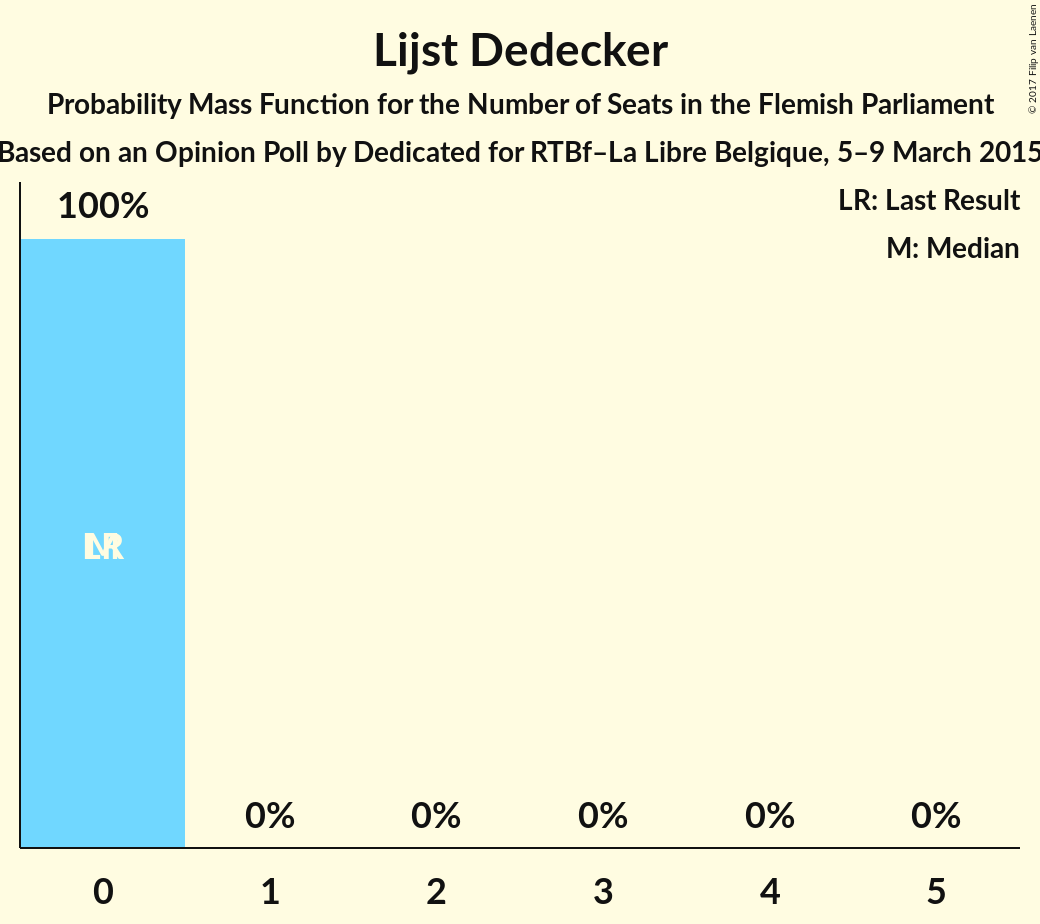 Lijst Dedecker
Probability Mass Function for the Number of Seats in the Flemish Parliament
Based on an Opinion Poll by Dedicated for RTBf–La Libre Belgique, 5–9 March 2015
© 2017 Filip van Laenen
LR: Last Result
M: Median
100%
LR
M
0% 0% 0% 0% 0%
0 1 2 3 4 5